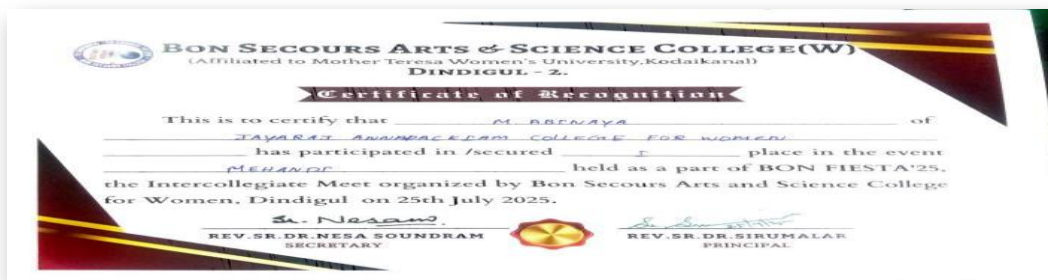 BON SECOURS ARTS & SCIENCE COLLEGE(W)
(Affiliated to Mother Teresa Women's University,Kodaikanal)
DINDIGUL - 2.
Certificate of Recognition
This is to certify that M ABINAYA of
JAYARAJ ANNAPACKIAM COLLEGE FOR WOMEN
has participated in /secured I place in the event
MEHANDI held as a part of BON FIESTA'25,
the Intercollegiate Meet organized by Bon Secours Arts and Science College
for Women, Dindigul on 25th July 2025.
Sr. Nesams
REV.SR.DR.NESA SOUNDRAM
SECRETARY
REV.SR.DR.SIRUMALAR
PRINCIPAL